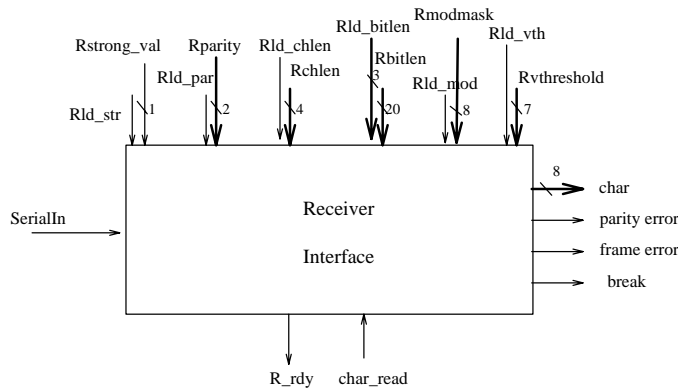 Rstrong_val
Rparity
Rld_bitlen
Rmodmask
Rld_vth
Rld_par
Rld_chlen
Rchlen
Rbitlen
Rld_mod
Rvthreshold
Rld_str
1
2
4
3
20
8
7
8
char
SerialIn
Receiver
Interface
parity error
frame error
break
R_rdy
char_read